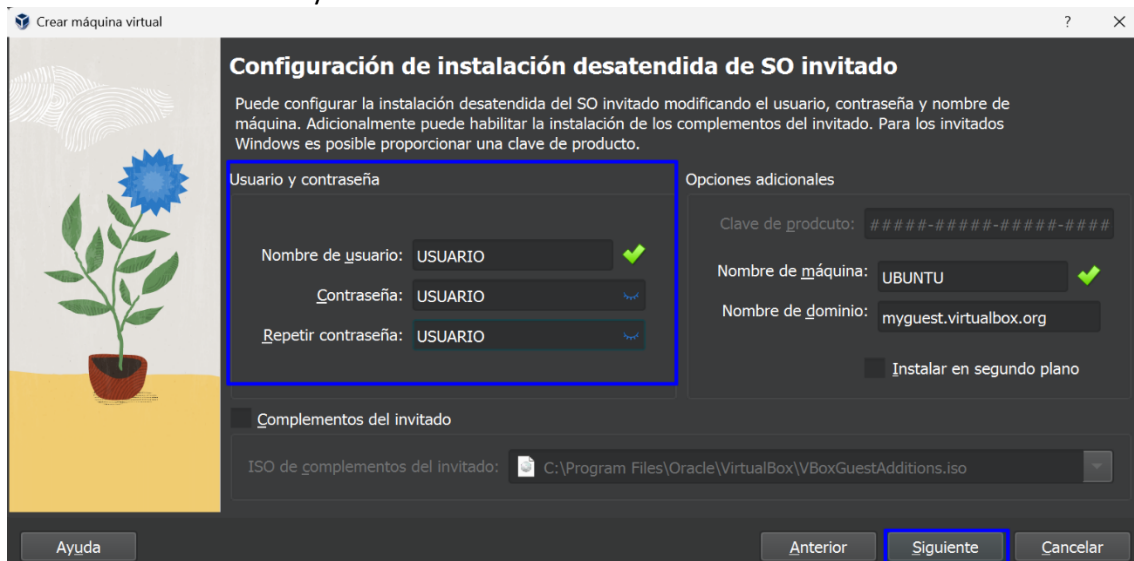 Crear máquina virtual
?
Configuración de instalación desatendida de SO invitado
Puede configurar la instalación desatendida del SO invitado modificando el usuario, contraseña y nombre de
máquina. Adicionalmente puede habilitar la instalación de los complementos del invitado. Para los invitados
Windows es posible proporcionar una clave de producto.
Usuario y contraseña
Nombre de usuario: USUARIO
Contraseña: USUARIO
Repetir contraseña: USUARIO
Opciones adicionales
Clave de prodcuto: #####-#####-#####-####
Nombre de máquina: UBUNTU
Nombre de dominio: myguest.virtualbox.org
Instalar en segundo plano
Complementos del invitado
ISO de complementos del invitado: C:\Program Files\Oracle\VirtualBox\VBoxGuestAdditions.iso
Ayuda
Anterior
Siguiente
Cancelar